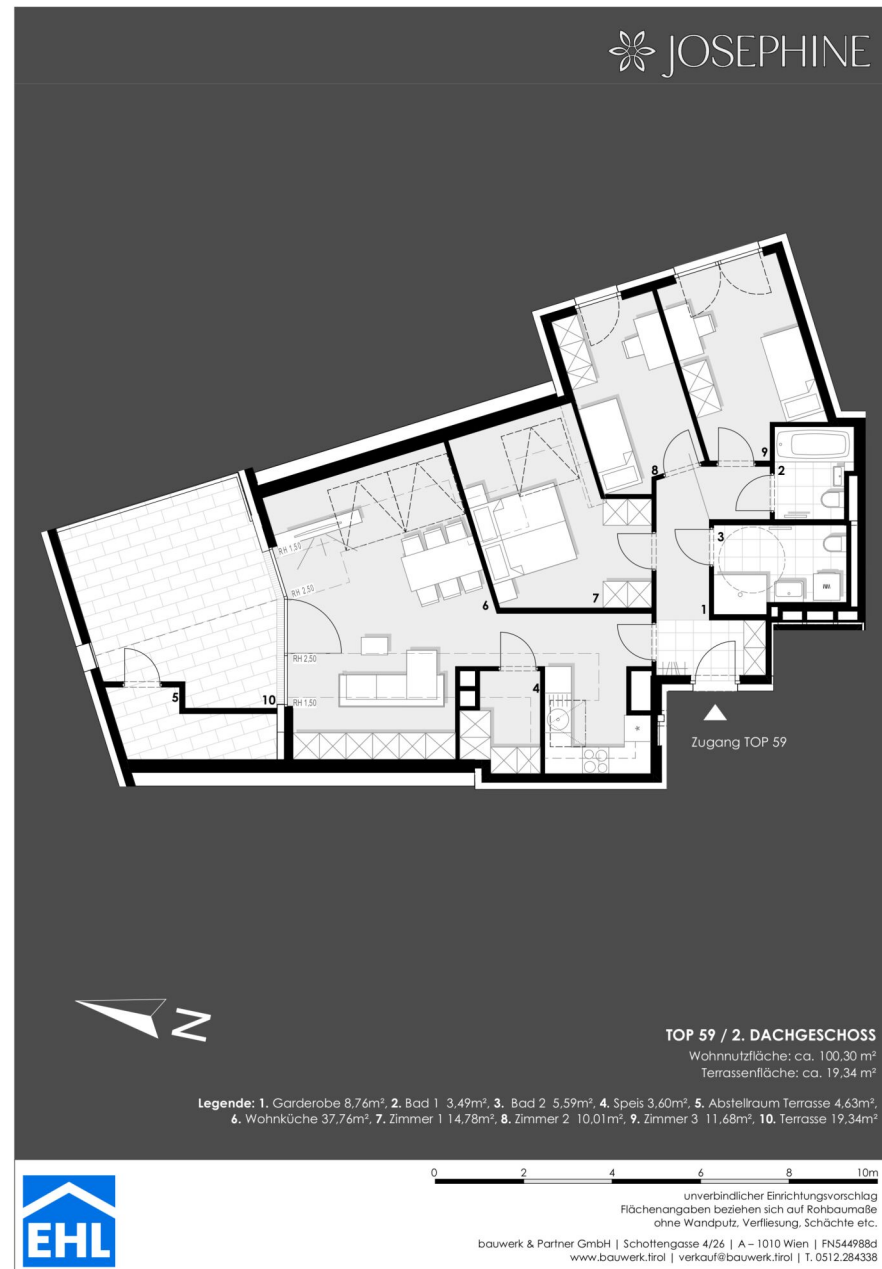 JOSEPHINE
9
8
2
3
RH 1,50
RH 2,50
6
7
1
RH 2,50
4
5
10
RH 1,50
Zugang TOP 59
N
TOP 59 / 2. DACHGESCHOSS
Wohnnutzfläche: ca. 100,30 m²
Terrassenfläche: ca. 19,34 m²
Legende: 1. Garderobe 8,76m², 2. Bad 1 3,49m², 3. Bad 2 5,59m², 4. Speis 3,60m², 5. Abstellraum Terrasse 4,63m²,
6. Wohnküche 37,76m², 7. Zimmer 1 14,78m², 8. Zimmer 2 10,01m², 9. Zimmer 3 11,68m², 10. Terrasse 19,34m²
0 2 4 6 8 10m
unverbindlicher Einrichtungsvorschlag
Flächenangaben beziehen sich auf Rohbaumaße
ohne Wandputz, Verfliesung, Schächte etc.
EHL
bauwerk & Partner GmbH | Schottengasse 4/26 | A – 1010 Wien | FN544988d
www.bauwerk.tirol | verkauf@bauwerk.tirol | T. 0512.284338